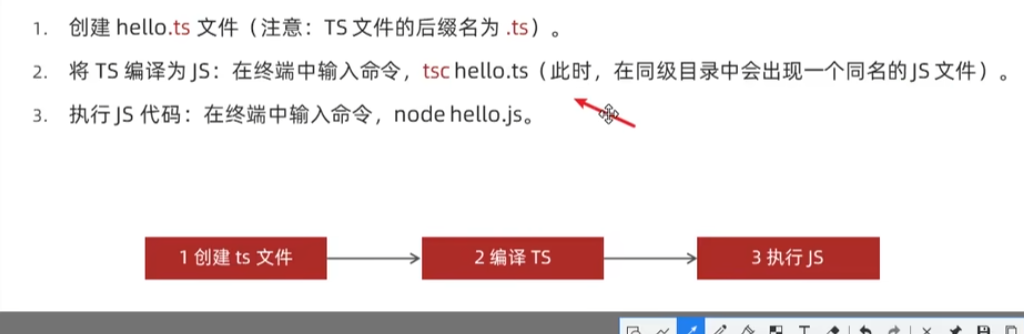 1. 创建 hello.ts 文件（注意：TS 文件的后缀名为 .ts）。
2. 将 TS 编译为 JS：在终端中输入命令，tsc hello.ts（此时，在同级目录中会出现一个同名的 JS 文件）。
3. 执行 JS 代码：在终端中输入命令，node hello.js。
1 创建 ts 文件 2 编译 TS 3 执行 JS